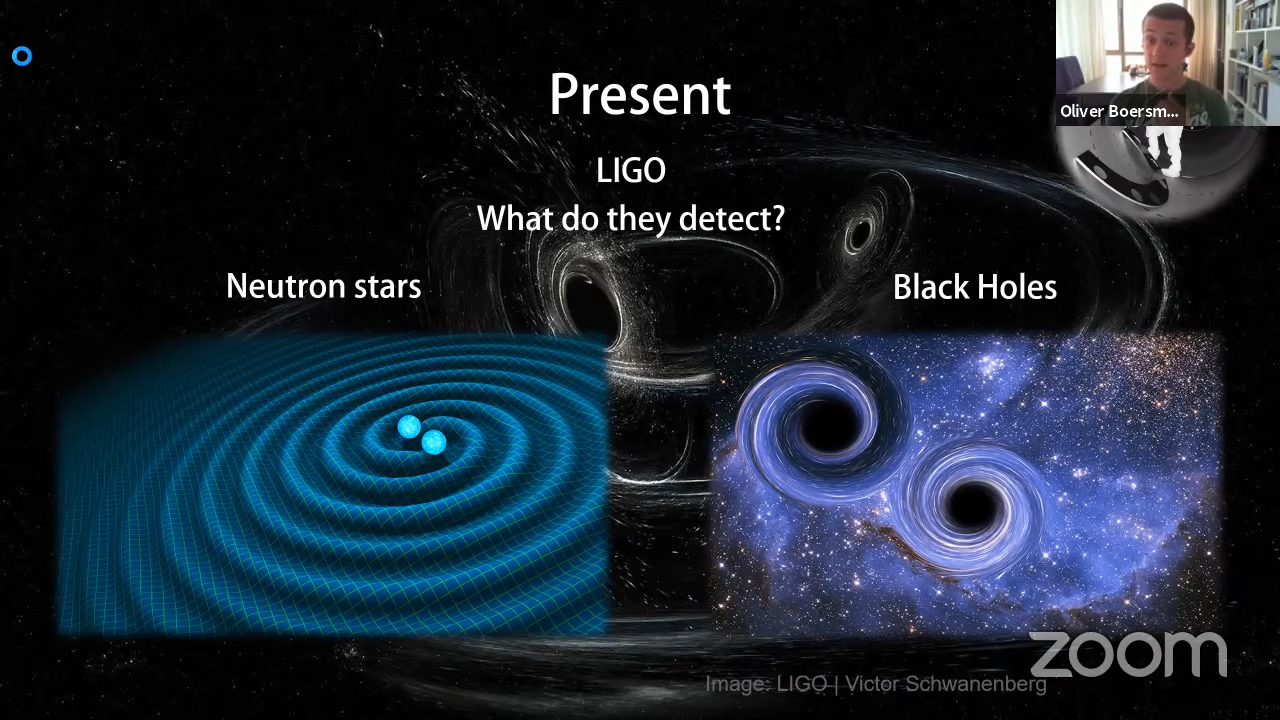 Present
Oliver Boersm...
LIGO
What do they detect?
Neutron stars
Black Holes
zoom
Image: LIGO | Victor Schwanenberg